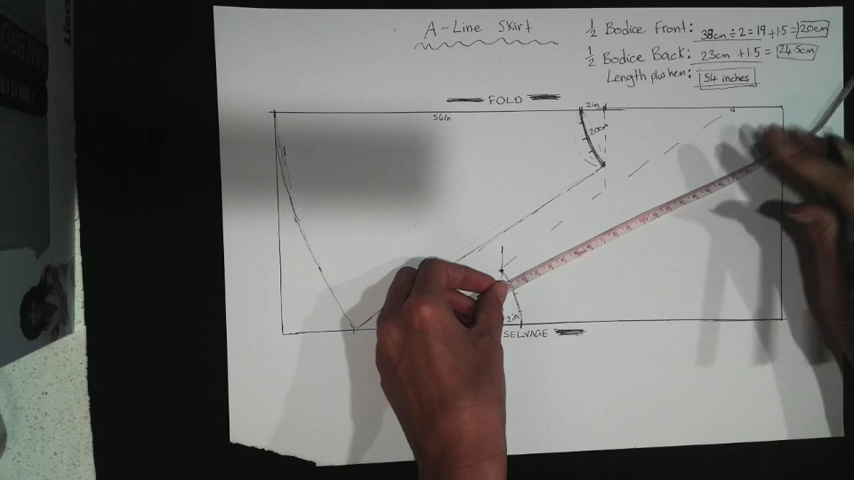 A-Line Skirt
½ Bodice Front: 38cm ÷ 2 = 19 + 1.5 = 20cm
½ Bodice Back: 23cm + 1.5 = 24.5cm
Length plus hem: 54 inches
FOLD
2in
54in
20cm
2in
SELVAGE